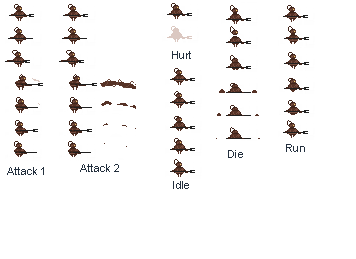 Hurt
Run
Die
Attack 2
Attack 1
Idle